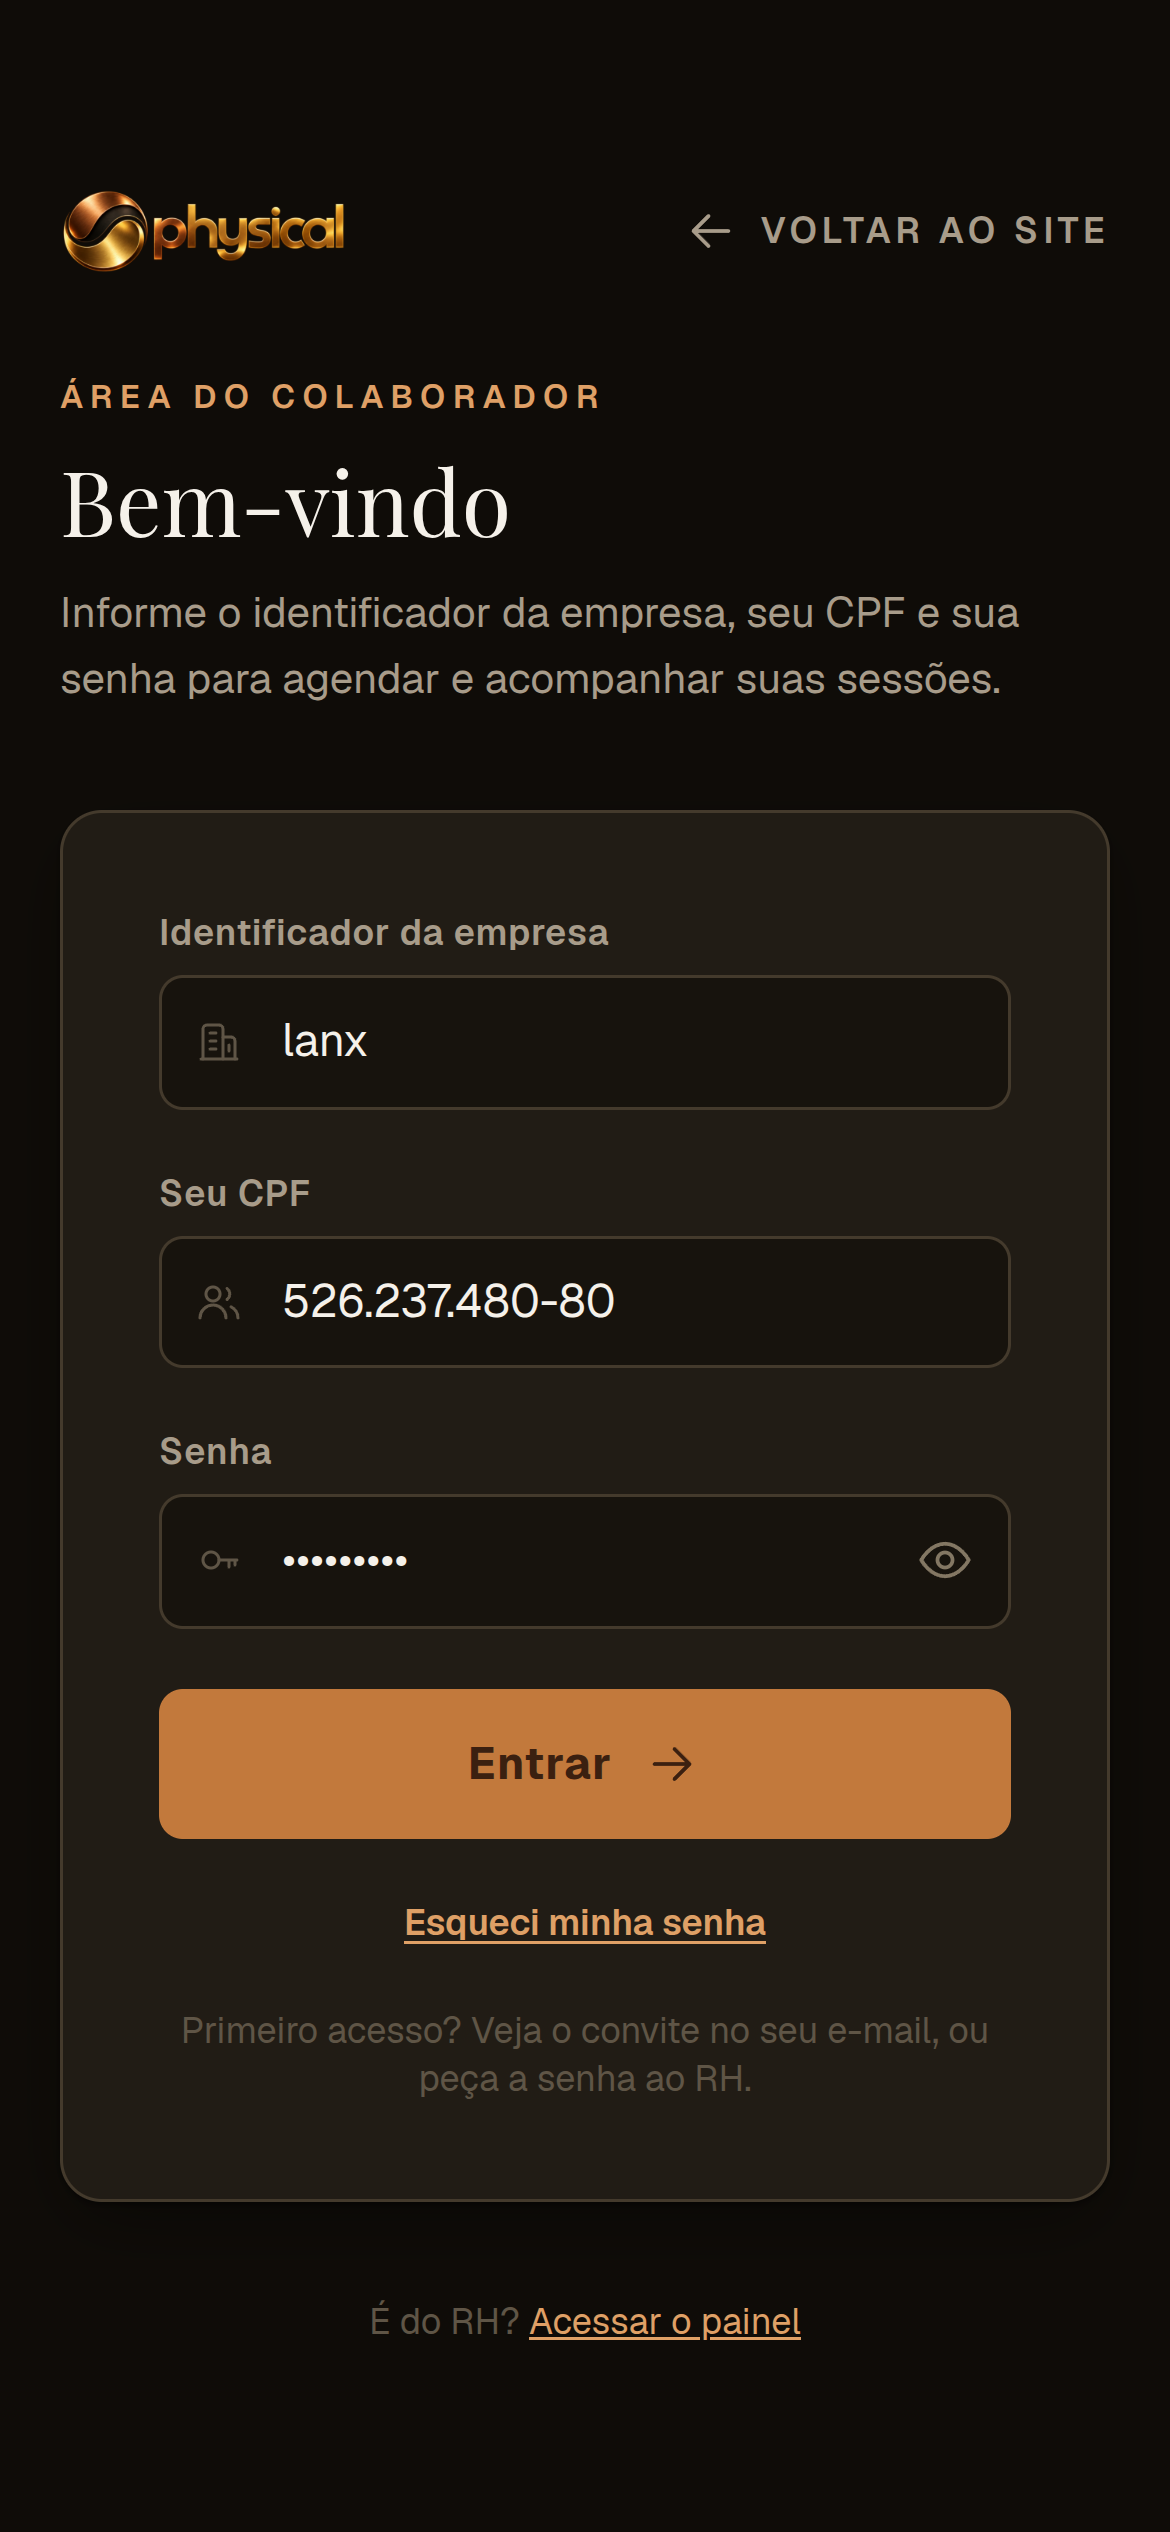 physical
VOLTAR AO SITE
ÁREA DO COLABORADOR
Bem-vindo
Informe o identificador da empresa, seu CPF e sua
senha para agendar e acompanhar suas sessões.
Identificador da empresa
lanx
Seu CPF
526.237.480-80
Senha
•••••••••
Entrar
Esqueci minha senha
Primeiro acesso? Veja o convite no seu e-mail, ou
peça a senha ao RH.
É do RH? Acessar o painel